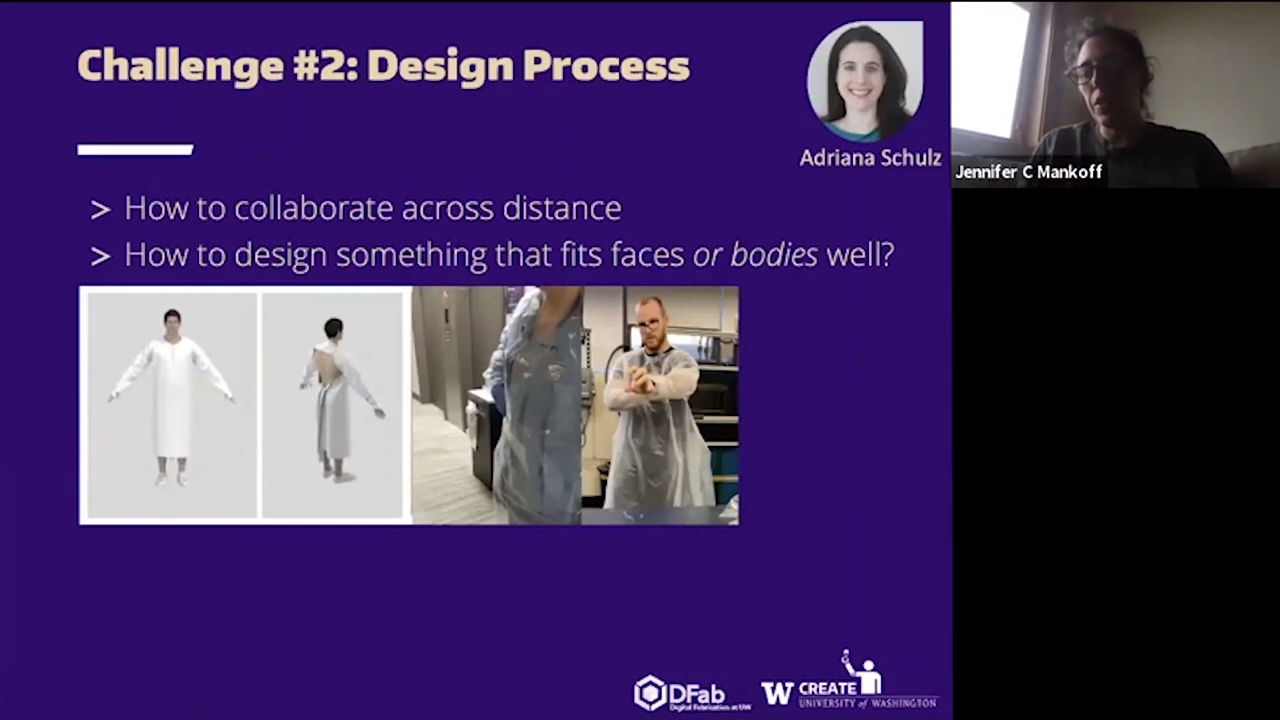 Challenge #2: Design Process
Adriana Schulz
Jennifer C Mankoff
> How to collaborate across distance
> How to design something that fits faces or bodies well?
DFab
Digital Fabrication at UW
W CREATE
UNIVERSITY of WASHINGTON